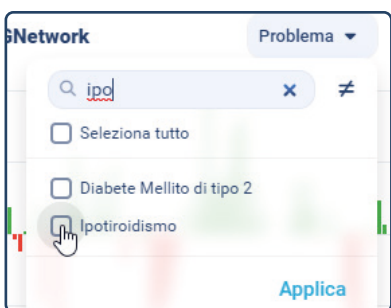 GNetwork Problema
ipo ≠
Seleziona tutto
Diabete Mellito di tipo 2
Ipotiroidismo
Applica